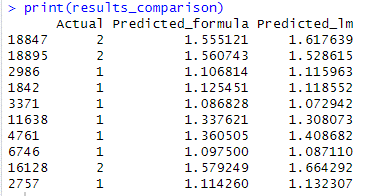 > print(results_comparison)
Actual Predicted_formula Predicted_lm
18847 2 1.555121 1.617639
18895 2 1.560743 1.528615
2986 1 1.106814 1.115963
1842 1 1.125451 1.118552
3371 1 1.086828 1.072942
11638 1 1.337621 1.308073
4761 1 1.360505 1.408682
6746 1 1.097500 1.087110
16128 2 1.579249 1.664292
2757 1 1.114260 1.132307